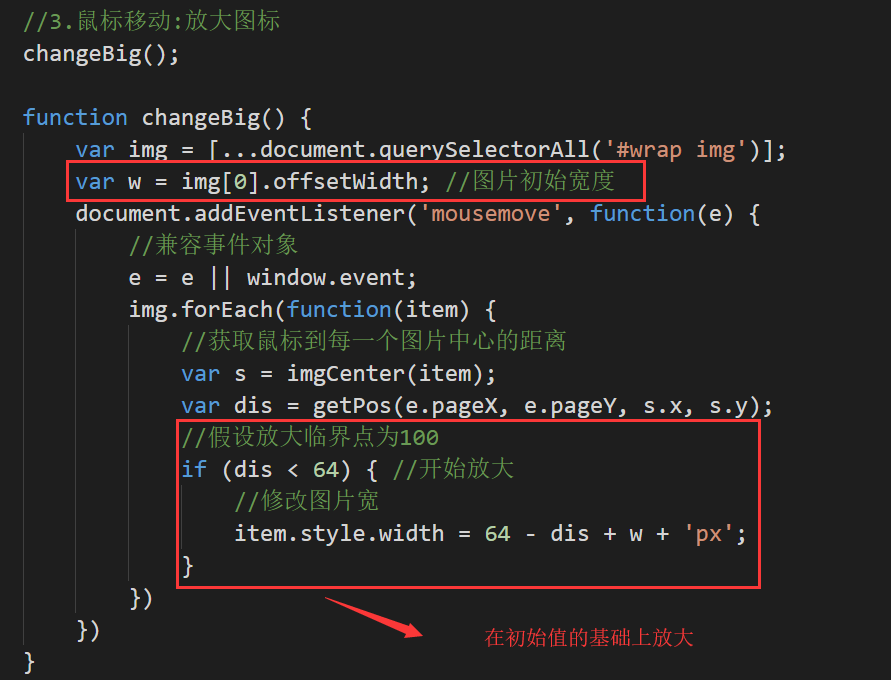 //3.鼠标移动:放大图标
changeBig();
function changeBig() {
var img = [...document.querySelectorAll('#wrap img')];
var w = img[0].offsetWidth; //图片初始宽度
document.addEventListener('mousemove', function(e) {
//兼容事件对象
e = e || window.event;
img.forEach(function(item) {
//获取鼠标到每一个图片中心的距离
var s = imgCenter(item);
var dis = getPos(e.pageX, e.pageY, s.x, s.y);
//假设放大临界点为100
if (dis < 64) { //开始放大
//修改图片宽
item.style.width = 64 - dis + w + 'px';
}
})
})
在初始值的基础上放大
}